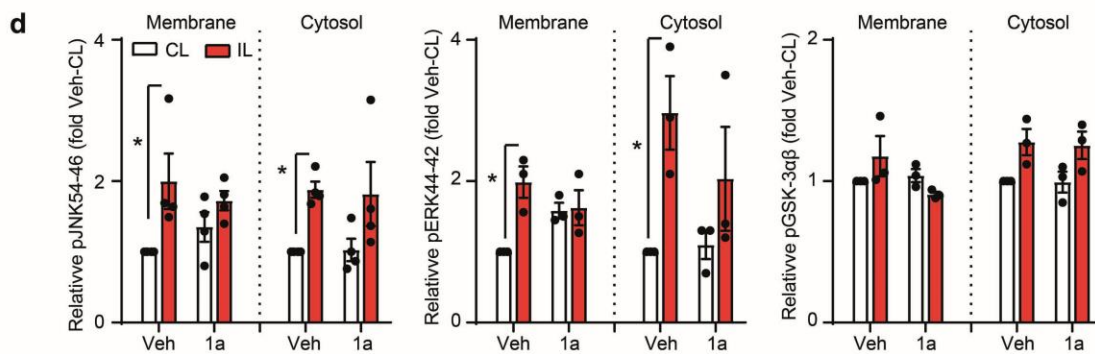 d
Membrane Cytosol
CL IL
Relative pJNK54-46 (fold Veh-CL)
4
2
0
*
*
Veh 1a Veh 1a
Membrane Cytosol
Relative pERK44-42 (fold Veh-CL)
4
2
0
*
*
Veh 1a Veh 1a
Membrane Cytosol
Relative pGSK-3αβ (fold Veh-CL)
2
1
0
Veh 1a Veh 1a